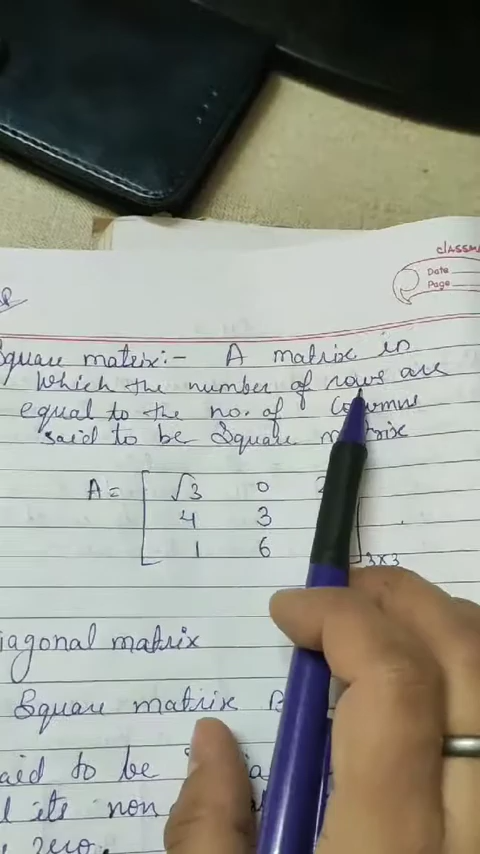 classma
Date
Page
Square matrix:- A matrix in
which the number of rows are
equal to the no. of columns
said to be Square matrix
A = [ √3 0 2
4 3
1 6 ] 3×3
iagonal matrix
Square matrix B
aid to be
its non
zero.